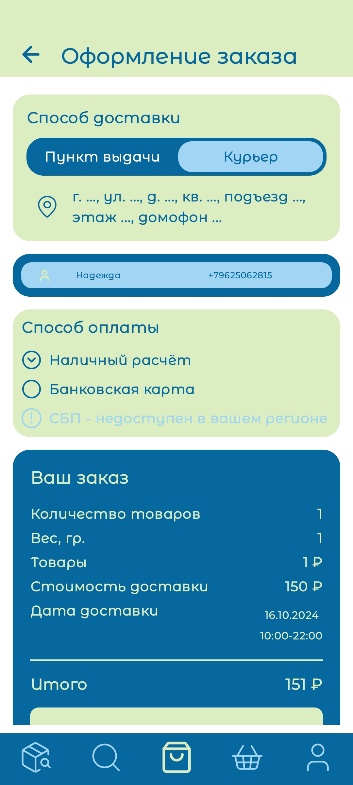 Оформление заказа
Способ доставки
Пункт выдачи Курьер
г. ..., ул. ..., д. ..., кв. ..., подъезд ...,
этаж ..., домофон ...
Надежда +79625062815
Способ оплаты
Наличный расчёт
Банковская карта
СБП - недоступен в вашем регионе
Ваш заказ
Количество товаров 1
Вес, гр. 1
Товары 1 ₽
Стоимость доставки 150 ₽
Дата доставки 16.10.2024
10:00-22:00
Итого 151 ₽